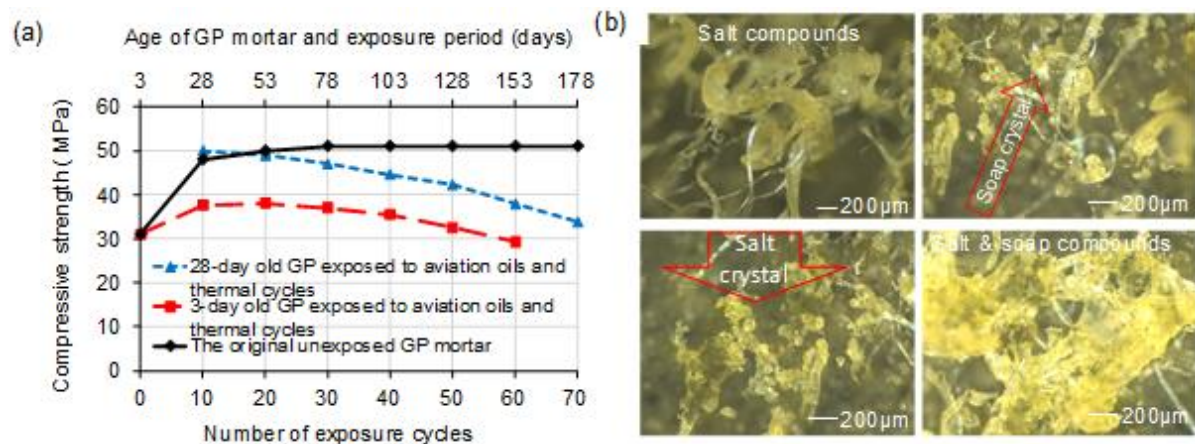 (a)
Age of GP mortar and exposure period (days)
3 28 53 78 103 128 153 178
60
50
40
30
20
10
0
Compressive strength ( MPa)
28-day old GP exposed to aviation oils and
thermal cycles
3-day old GP exposed to aviation oils and
thermal cycles
The original unexposed GP mortar
0 10 20 30 40 50 60 70
Number of exposure cycles
(b)
Salt compounds
200µm
Soap crystal
200µm
Salt
crystal
200µm
Salt & soap compounds
200µm